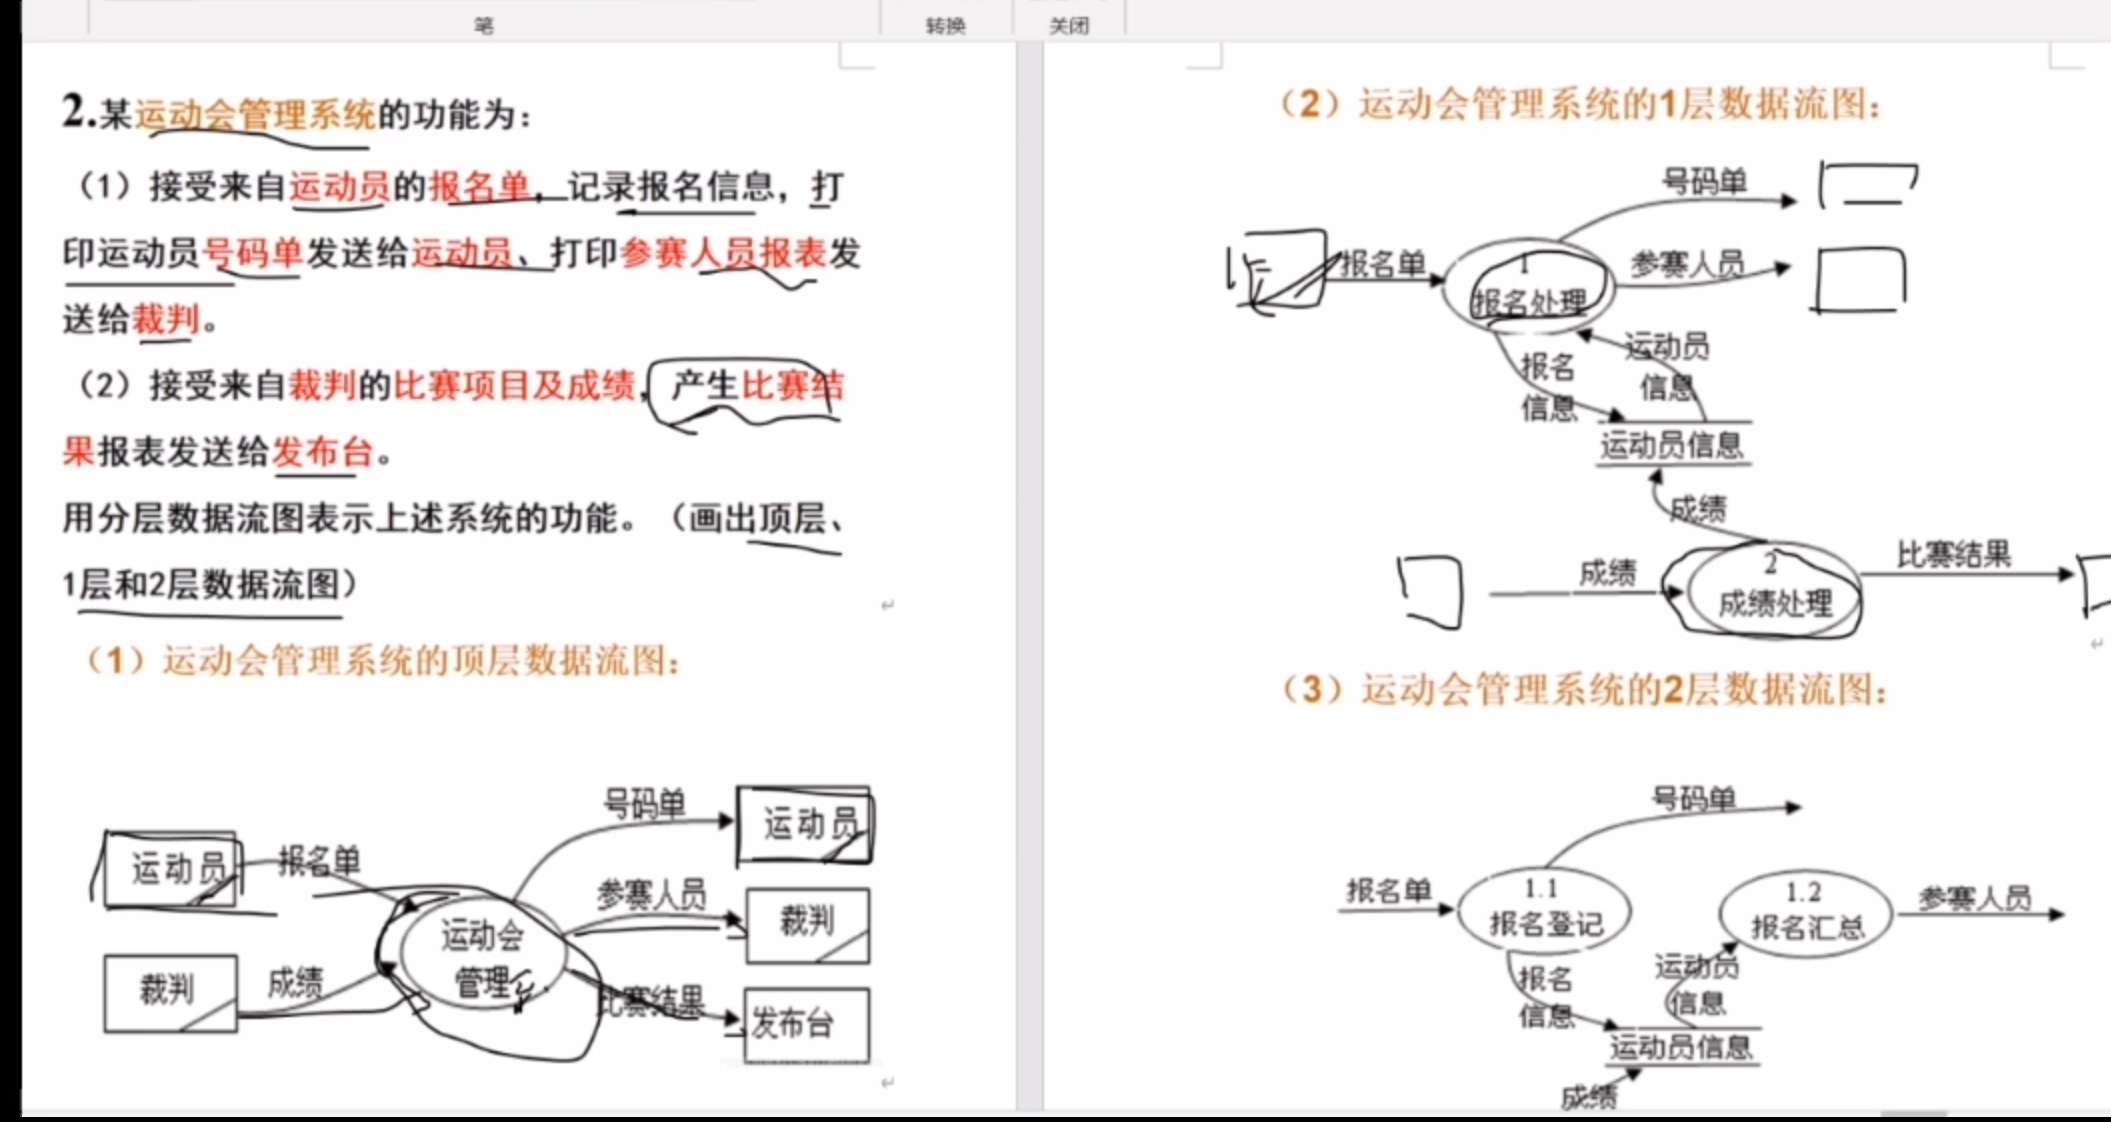 笔
转换
关闭
2.某运动会管理系统的功能为：
（1）接受来自运动员的报名单，记录报名信息，打
印运动员号码单发送给运动员、打印参赛人员报表发
送给裁判。
（2）接受来自裁判的比赛项目及成绩，产生比赛结
果报表发送给发布台。
用分层数据流图表示上述系统的功能。（画出顶层、
1层和2层数据流图）
（1）运动会管理系统的顶层数据流图：
号码单
运动员
运动员
报名单
参赛人员
裁判
运动会
管理
裁判
成绩
比赛结果
发布台
（2）运动会管理系统的1层数据流图：
号码单
报名单
1
报名处理
参赛人员
报名
信息
运动员
信息
运动员信息
成绩
成绩
2
成绩处理
比赛结果
（3）运动会管理系统的2层数据流图：
号码单
报名单
1.1
报名登记
1.2
报名汇总
参赛人员
报名
信息
运动员
信息
运动员信息
成绩